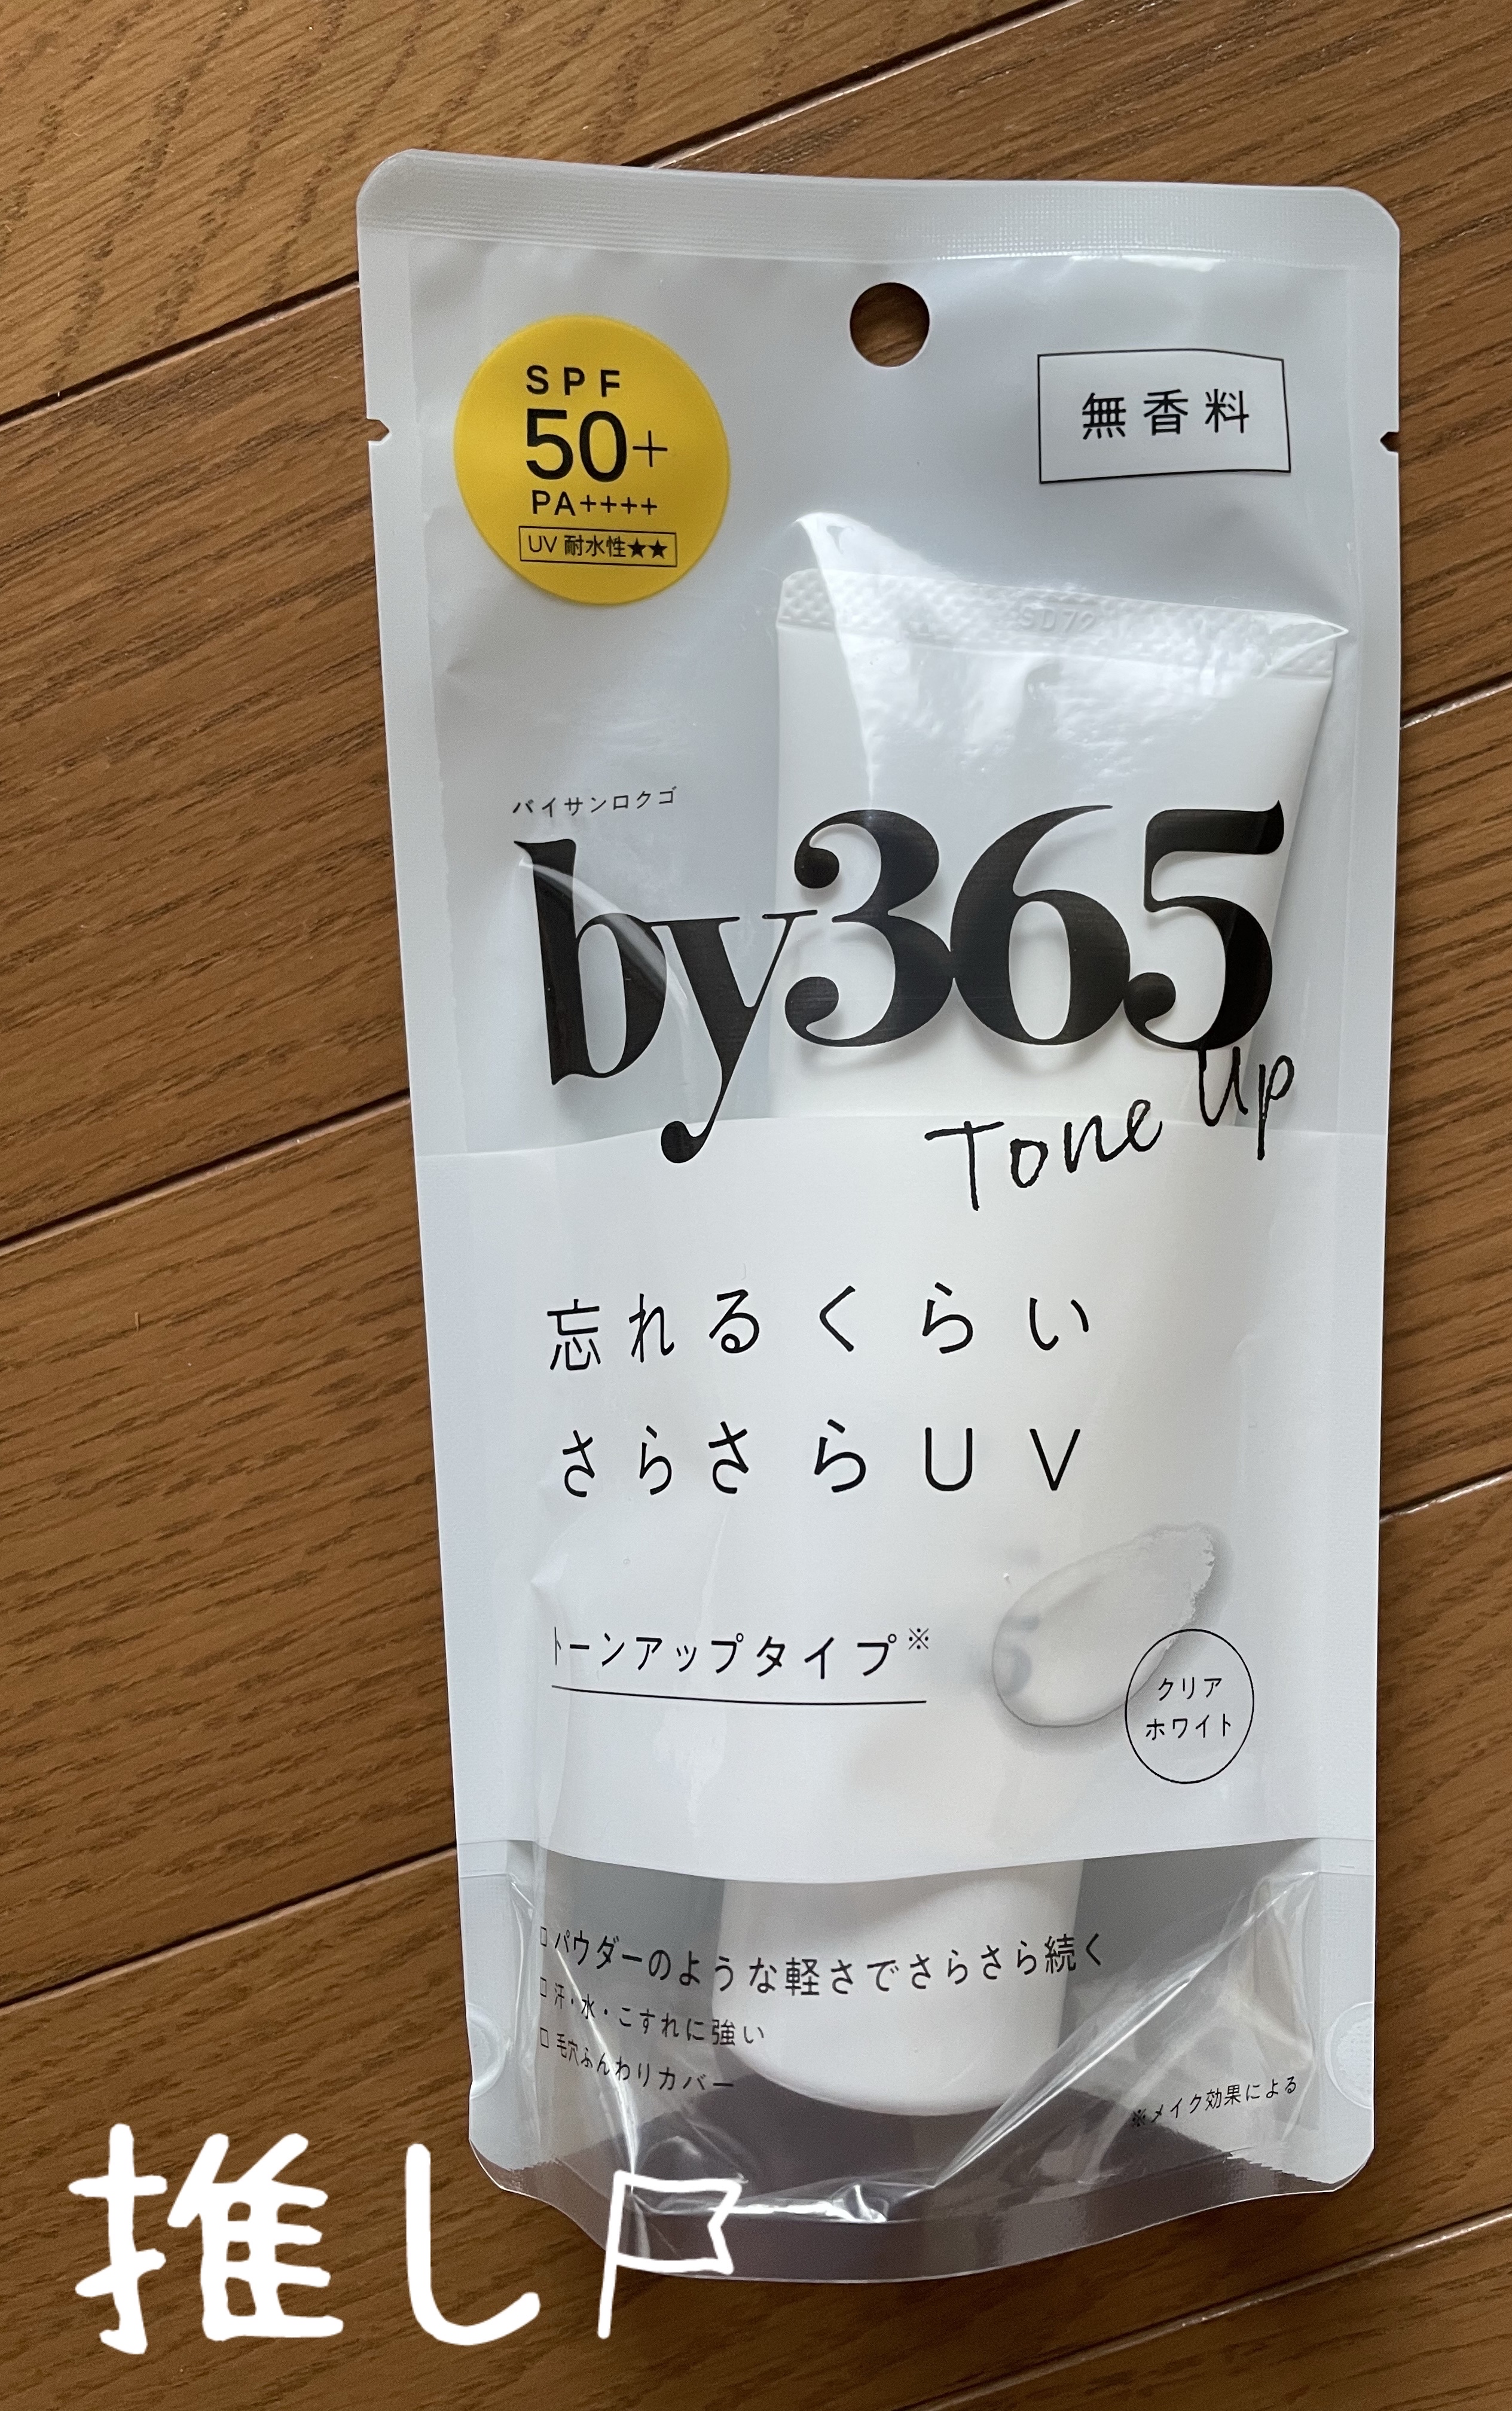 SPF
50+
PA++++
UV 耐水性★★
無香料
バイサンロクゴ
by365
Tone Up
忘れるくらい
さらさらUV
トーンアップタイプ※
クリア
ホワイト
□パウダーのような軽さでさらさら続く
□汗・水・こすれに強い
□毛穴ふんわりカバー
※メイク効果による
推し